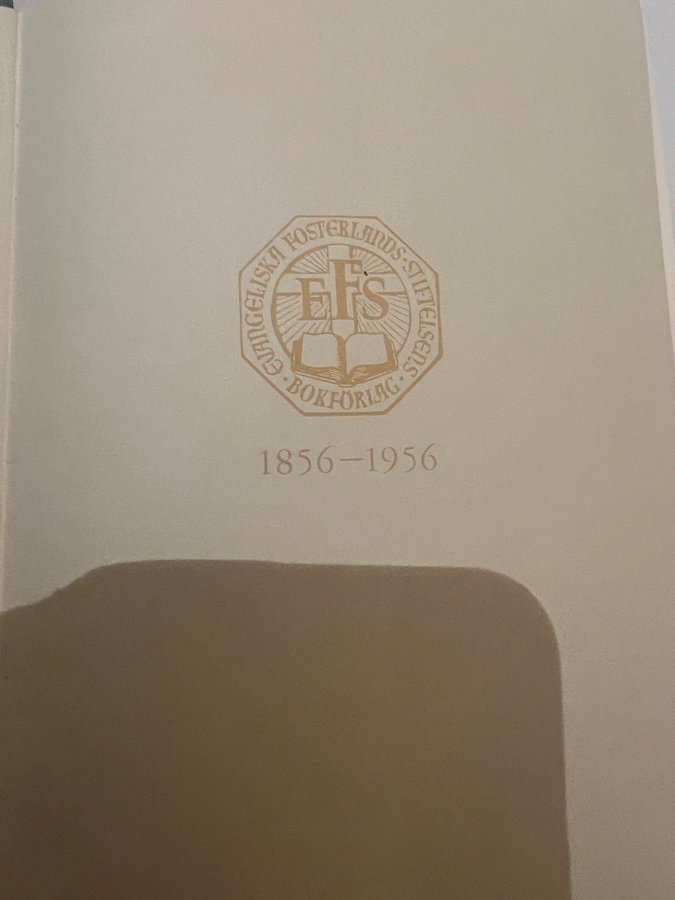 EVANGELISKA FOSTERLANDS-STIFTELSENS
EFS
· BOKFÖRLAG ·
1856—1956